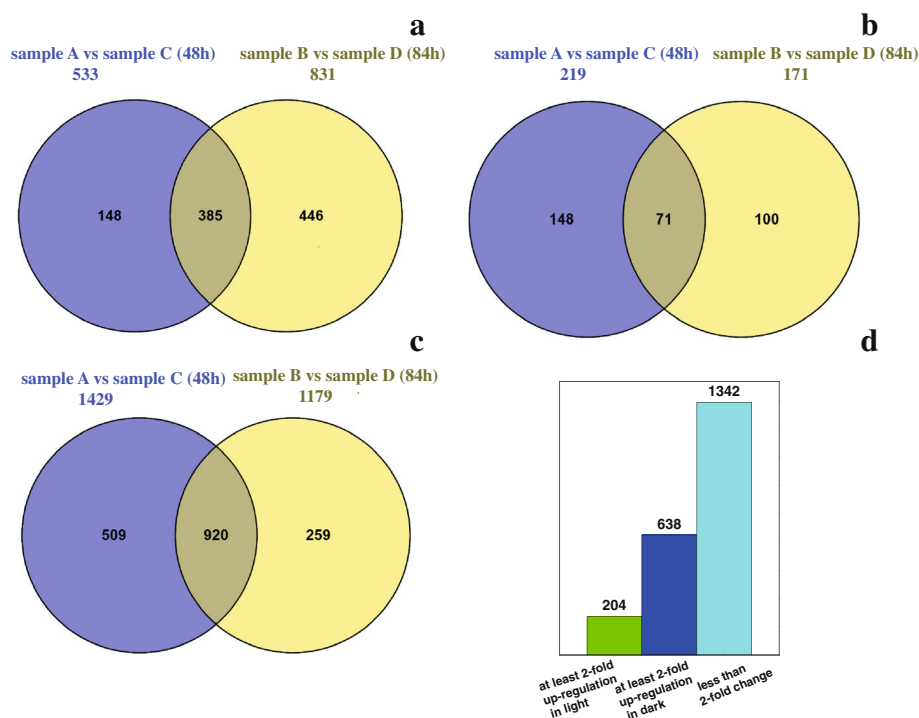 a
sample A vs sample C (48h)
533
sample B vs sample D (84h)
831
148
385
446
b
sample A vs sample C (48h)
219
sample B vs sample D (84h)
171
148
71
100
c
sample A vs sample C (48h)
1429
sample B vs sample D (84h)
1179
509
920
259
d
204
638
1342
at least 2-fold
up-regulation
in light
at least 2-fold
up-regulation
in dark
less than
2-fold change